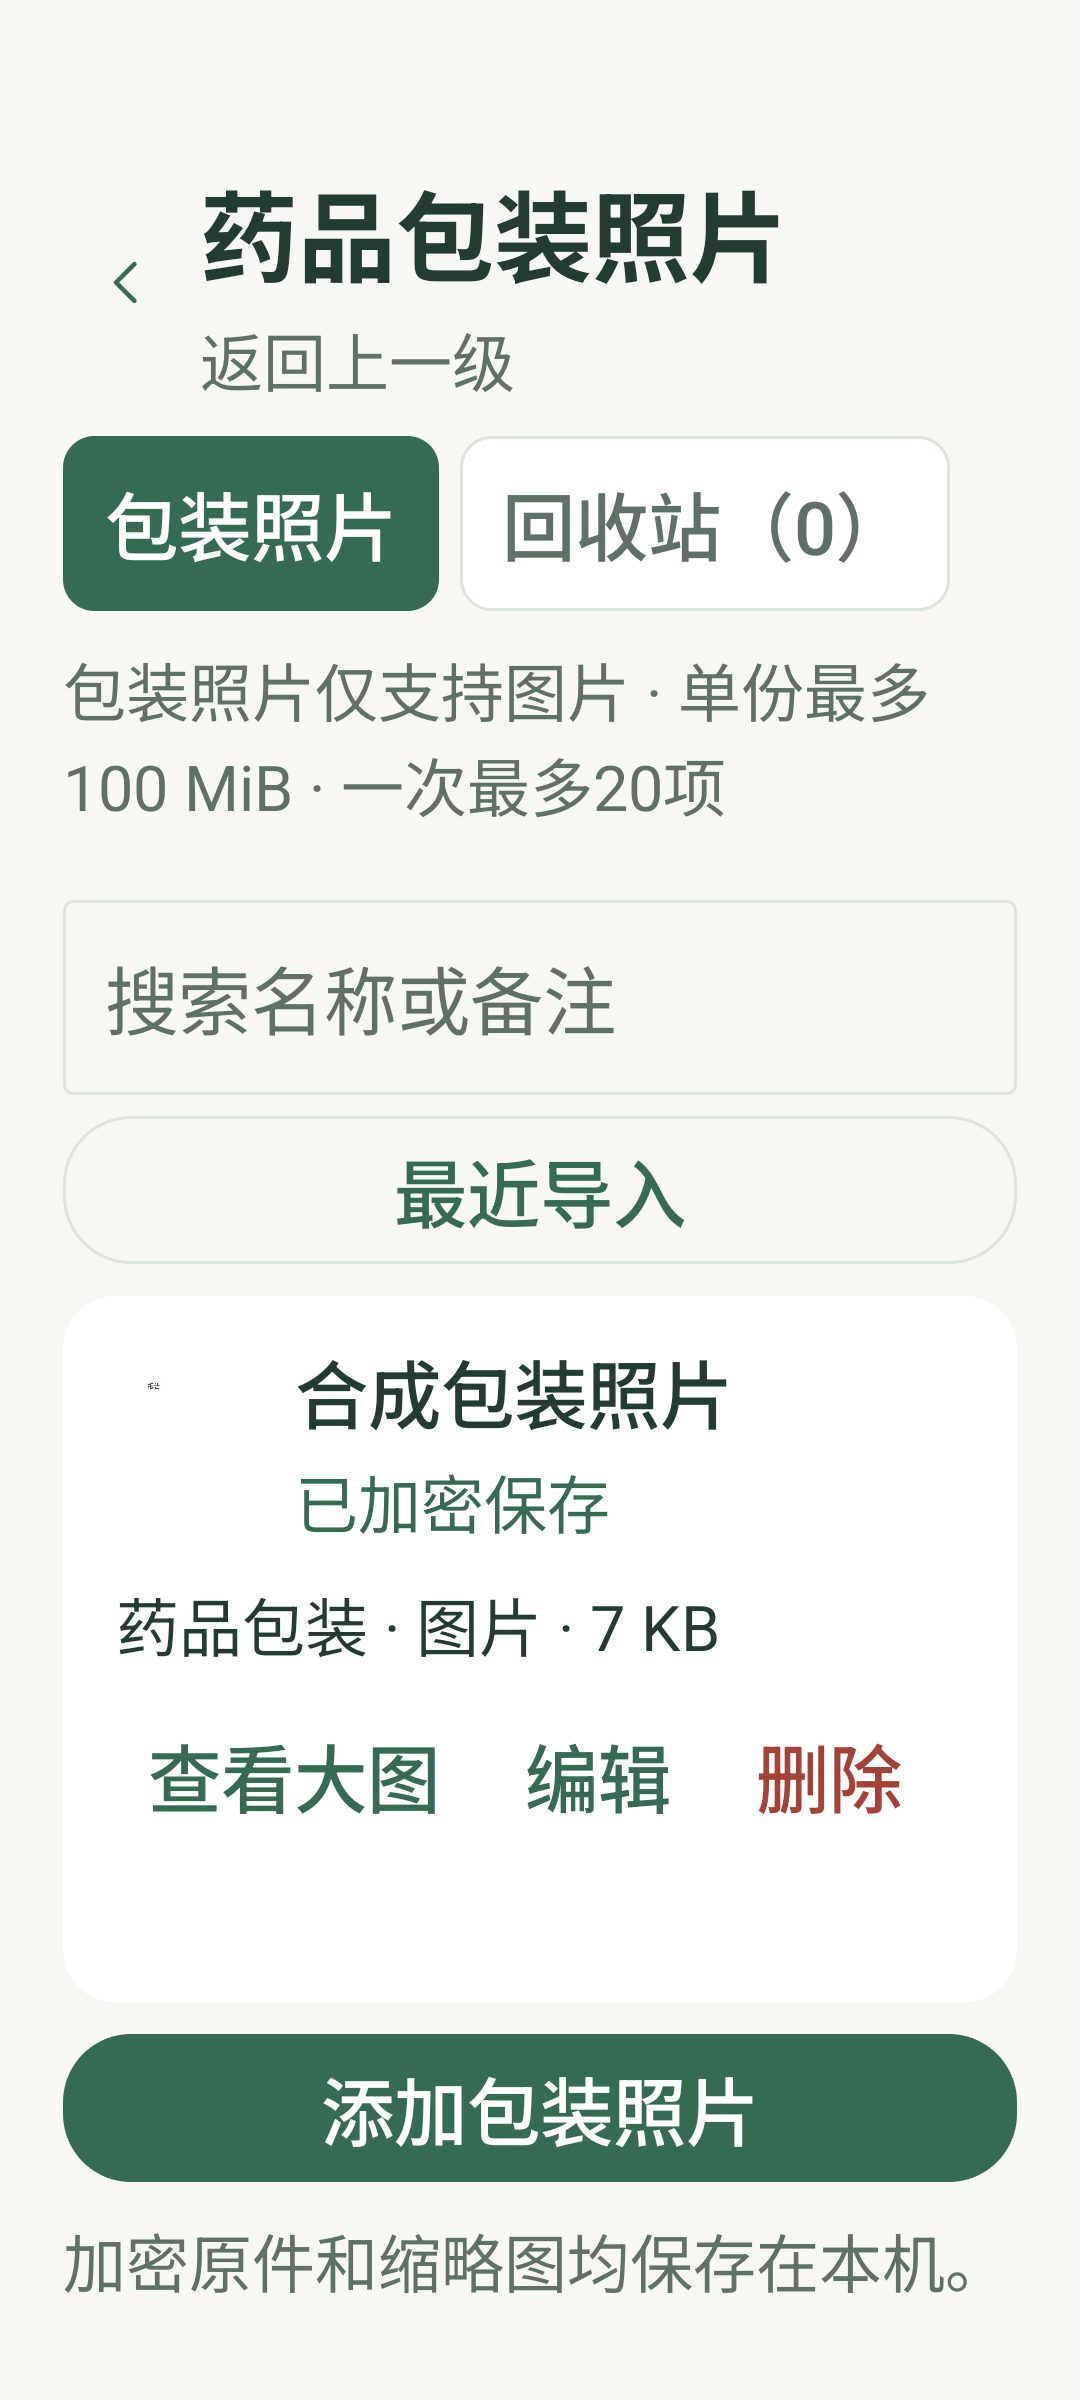 药品包装照片
返回上一级
包装照片
回收站（0）
包装照片仅支持图片 · 单份最多
100 MiB · 一次最多20项
搜索名称或备注
最近导入
合成包装照片
已加密保存
药品包装 · 图片 · 7 KB
查看大图 编辑 删除
添加包装照片
加密原件和缩略图均保存在本机。